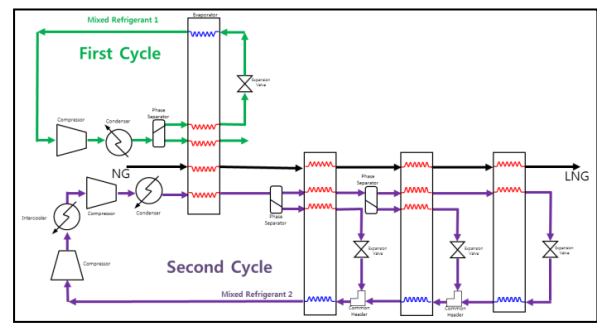 Evaporator
Mixed Refrigerant 1
First Cycle
Expansion
Valve
Compressor
Condenser
Phase
Separator
NG
LNG
Intercooler
Compressor
Condenser
Phase
Separator
Phase
Separator
Expansion
Valve
Expansion
Valve
Expansion
Valve
Compressor
Second Cycle
Mixed Refrigerant 2
Common
Header
Common
Header